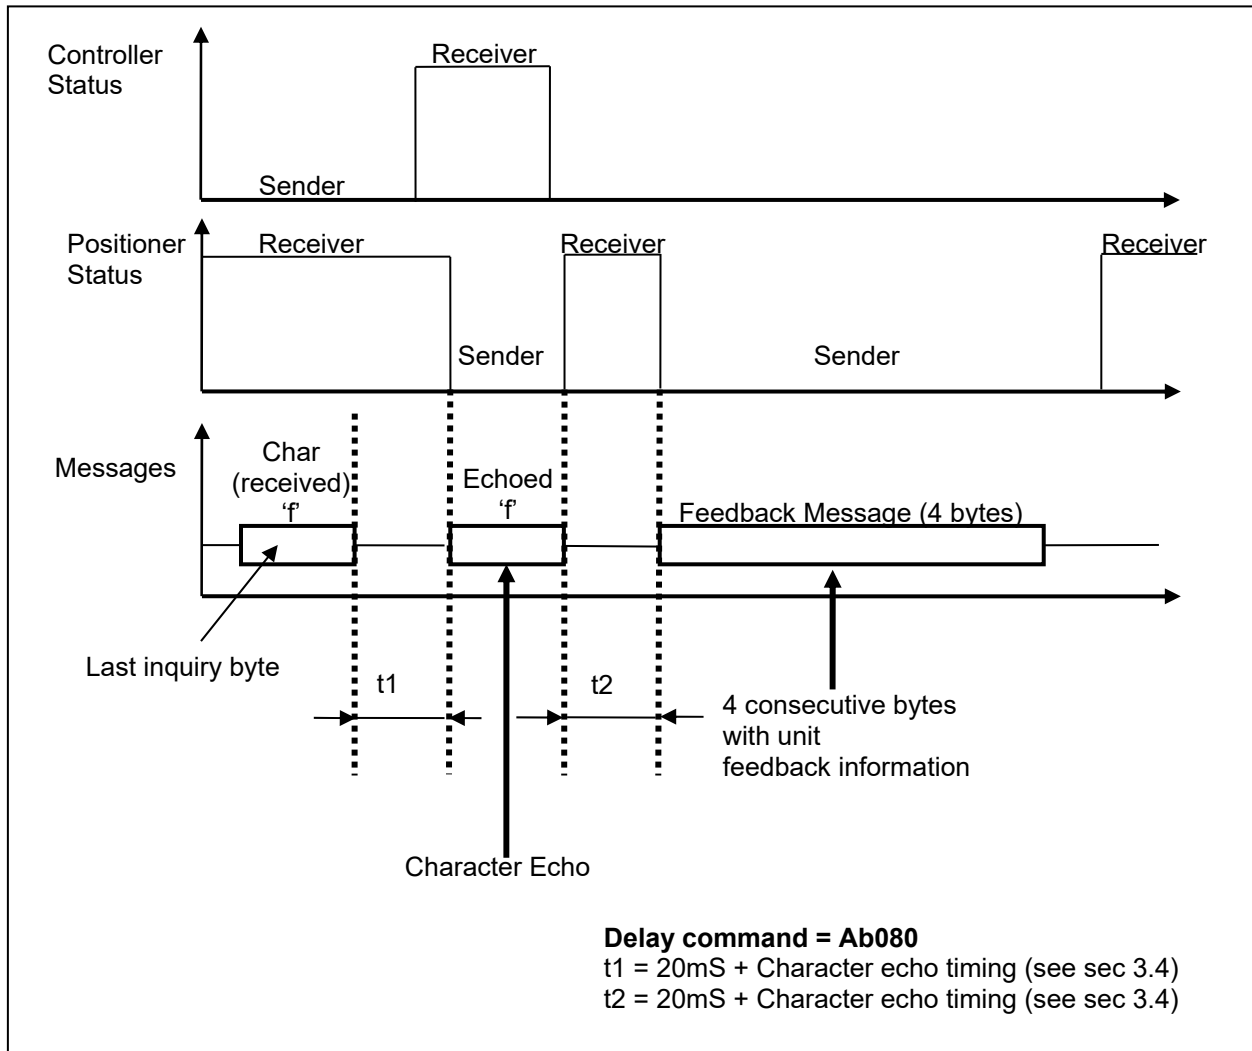 Controller
Status
Receiver
Sender
Positioner
Status
Receiver
Receiver
Receiver
Sender
Sender
Messages
Char
(received)
‘f’
Echoed
‘f’
Feedback Message (4 bytes)
Last inquiry byte
t1
t2
4 consecutive bytes
with unit
feedback information
Character Echo
Delay command = Ab080
t1 = 20mS + Character echo timing (see sec 3.4)
t2 = 20mS + Character echo timing (see sec 3.4)